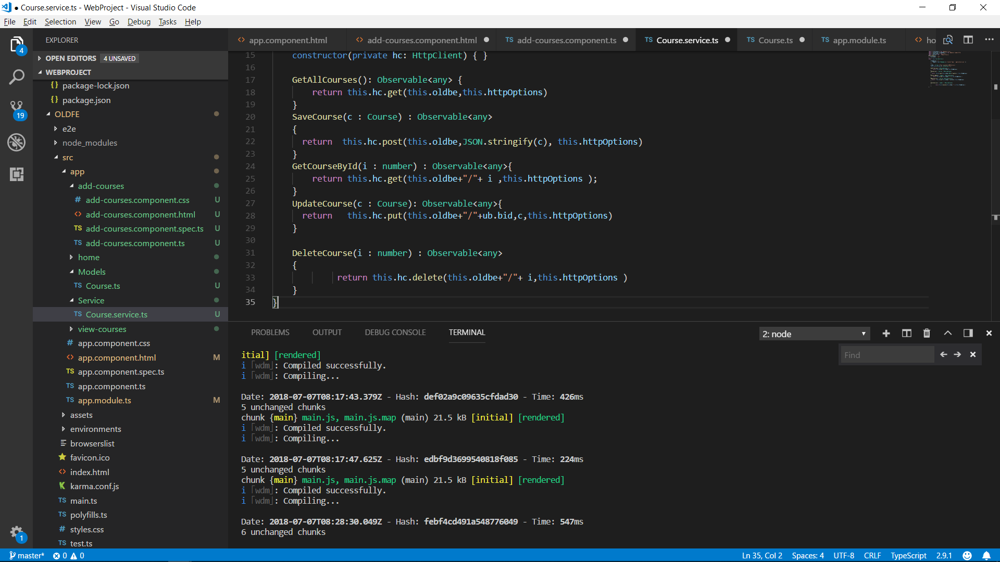 Course.service.ts - WebProject - Visual Studio Code
File Edit Selection View Go Debug Tasks Help
EXPLORER
OPEN EDITORS 4 UNSAVED
WEBPROJECT
{ } package-lock.json
{ } package.json
OLDFE
e2e
node_modules
src
app
add-courses
# add-courses.component.css U
<> add-courses.component.html U
TS add-courses.component.spec.ts U
TS add-courses.component.ts U
home
Models
TS Course.ts U
Service
TS Course.service.ts U
view-courses
# app.component.css
<> app.component.html M
TS app.component.spec.ts
TS app.component.ts
TS app.module.ts M
assets
environments
browserslist
favicon.ico
<> index.html
K karma.conf.js
TS main.ts
TS polyfills.ts
# styles.css
TS test.ts
4
19
1
<> app.component.html <> add-courses.component.html TS add-courses.component.ts TS Course.service.ts TS Course.ts TS app.module.ts <> ho
15 constructor(private hc: HttpClient) { }
16
17 GetAllCourses(): Observable<any> {
18 return this.hc.get(this.oldbe,this.httpOptions)
19 }
20 SaveCourse(c : Course) : Observable<any>
21 {
22 return  this.hc.post(this.oldbe,JSON.stringify(c), this.httpOptions)
23 }
24 GetCourseById(i : number) : Observable<any>{
25 return this.hc.get(this.oldbe+"/"+ i ,this.httpOptions );
26 }
27 UpdateCourse(c : Course): Observable<any>{
28 return   this.hc.put(this.oldbe+"/"+ub.bid,c,this.httpOptions)
29 }
30
31 DeleteCourse(i : number) : Observable<any>
32 {
33 return this.hc.delete(this.oldbe+"/"+ i,this.httpOptions )
34 }
35 }
PROBLEMS OUTPUT DEBUG CONSOLE TERMINAL 2: node
Find
itial] [rendered]
i ｢wdm｣: Compiled successfully.
i ｢wdm｣: Compiling...
Date: 2018-07-07T08:17:43.379Z - Hash: def02a9c09635cfdad30 - Time: 426ms
5 unchanged chunks
chunk {main} main.js, main.js.map (main) 21.5 kB [initial] [rendered]
i ｢wdm｣: Compiled successfully.
i ｢wdm｣: Compiling...
Date: 2018-07-07T08:17:47.625Z - Hash: edbf9d3699540818f085 - Time: 224ms
5 unchanged chunks
chunk {main} main.js, main.js.map (main) 21.5 kB [initial] [rendered]
i ｢wdm｣: Compiled successfully.
i ｢wdm｣: Compiling...
Date: 2018-07-07T08:28:30.049Z - Hash: febf4cd491a548776049 - Time: 547ms
6 unchanged chunks
master* 0 0 Ln 35, Col 2 Spaces: 4 UTF-8 CRLF TypeScript 2.9.1